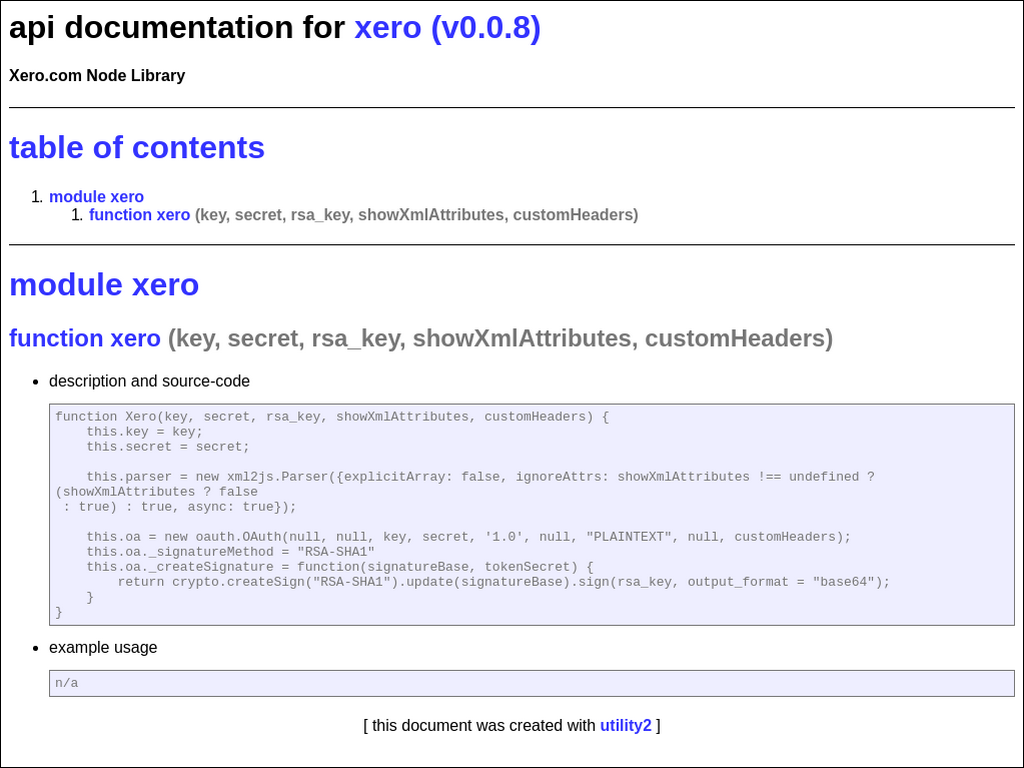 api documentation for xero (v0.0.8)
Xero.com Node Library
table of contents
1. module xero
1. function xero (key, secret, rsa_key, showXmlAttributes, customHeaders)
module xero
function xero (key, secret, rsa_key, showXmlAttributes, customHeaders)
• description and source-code
function Xero(key, secret, rsa_key, showXmlAttributes, customHeaders) {
    this.key = key;
    this.secret = secret;
    this.parser = new xml2js.Parser({explicitArray: false, ignoreAttrs: showXmlAttributes !== undefined ?
(showXmlAttributes ? false
 : true) : true, async: true});
    this.oa = new oauth.OAuth(null, null, key, secret, '1.0', null, "PLAINTEXT", null, customHeaders);
    this.oa._signatureMethod = "RSA-SHA1"
    this.oa._createSignature = function(signatureBase, tokenSecret) {
        return crypto.createSign("RSA-SHA1").update(signatureBase).sign(rsa_key, output_format = "base64");
    }
}
• example usage
n/a
[ this document was created with utility2 ]